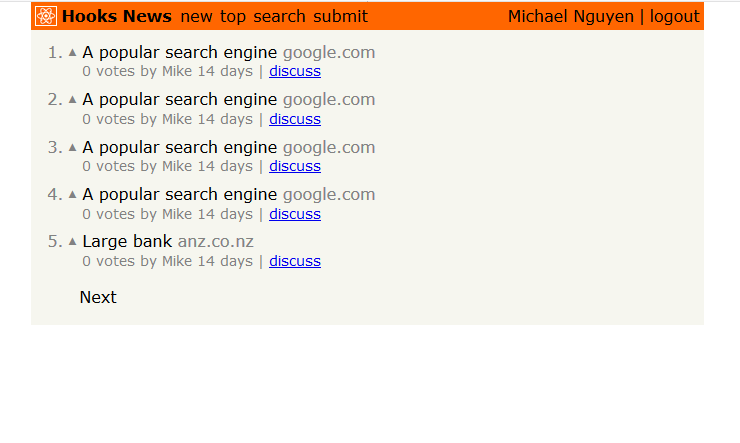 Hooks News new top search submit Michael Nguyen | logout
1. ▲ A popular search engine google.com
0 votes by Mike 14 days | discuss
2. ▲ A popular search engine google.com
0 votes by Mike 14 days | discuss
3. ▲ A popular search engine google.com
0 votes by Mike 14 days | discuss
4. ▲ A popular search engine google.com
0 votes by Mike 14 days | discuss
5. ▲ Large bank anz.co.nz
0 votes by Mike 14 days | discuss
Next